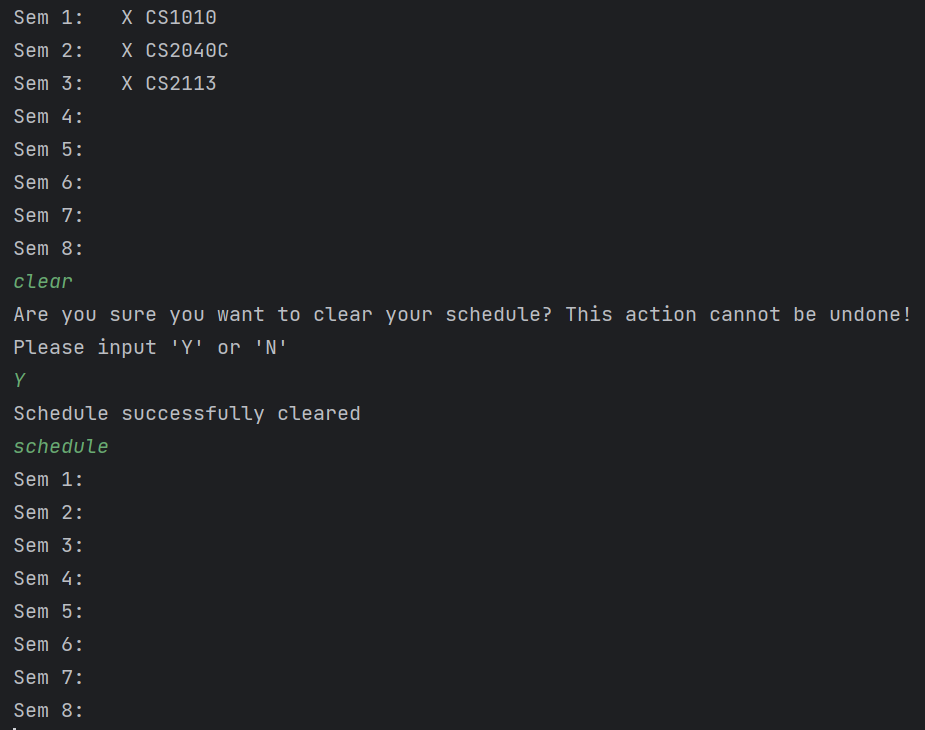 Sem 1:   X CS1010
Sem 2:   X CS2040C
Sem 3:   X CS2113
Sem 4:
Sem 5:
Sem 6:
Sem 7:
Sem 8:
clear
Are you sure you want to clear your schedule? This action cannot be undone!
Please input 'Y' or 'N'
Y
Schedule successfully cleared
schedule
Sem 1:
Sem 2:
Sem 3:
Sem 4:
Sem 5:
Sem 6:
Sem 7:
Sem 8: